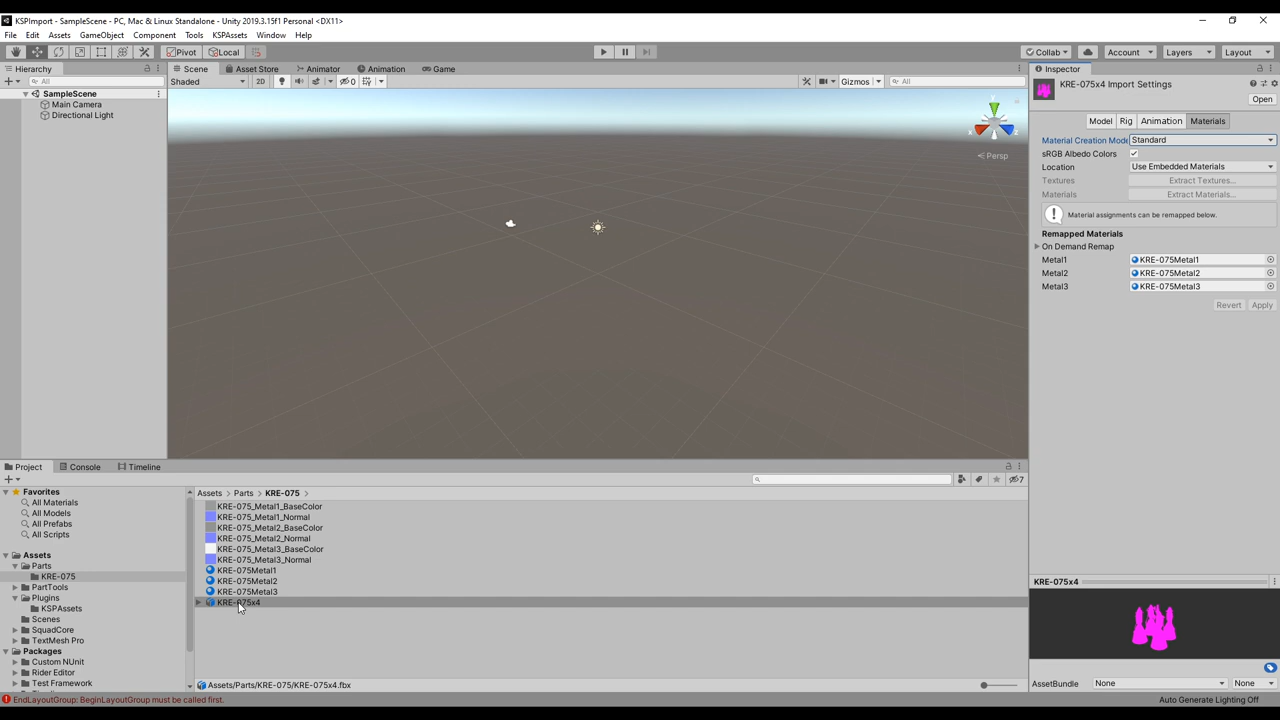 KSPImport - SampleScene - PC, Mac & Linux Standalone - Unity 2019.3.15f1 Personal <DX11>
File Edit Assets GameObject Component Tools KSPAssets Window Help
Pivot Local Collab Account Layers Layout
Hierarchy
All
SampleScene
Main Camera
Directional Light
Scene Asset Store Animator Animation Game
Shaded 2D 0 Gizmos All
y
x z
Persp
Inspector
KRE-075x4 Import Settings
Open
Model Rig Animation Materials
Material Creation Mode Standard
sRGB Albedo Colors
Location Use Embedded Materials
Textures Extract Textures...
Materials Extract Materials...
Material assignments can be remapped below.
Remapped Materials
On Demand Remap
Metal1 KRE-075Metal1
Metal2 KRE-075Metal2
Metal3 KRE-075Metal3
Revert Apply
Project Console Timeline
7
Favorites
All Materials
All Models
All Prefabs
All Scripts
Assets
Parts
KRE-075
PartTools
Plugins
KSPAssets
Scenes
SquadCore
TextMesh Pro
Packages
Custom NUnit
Rider Editor
Test Framework
Assets > Parts > KRE-075 >
KRE-075_Metal1_BaseColor
KRE-075_Metal1_Normal
KRE-075_Metal2_BaseColor
KRE-075_Metal2_Normal
KRE-075_Metal3_BaseColor
KRE-075_Metal3_Normal
KRE-075Metal1
KRE-075Metal2
KRE-075Metal3
KRE-075x4
Assets/Parts/KRE-075/KRE-075x4.fbx
KRE-075x4
AssetBundle None None
EndLayoutGroup: BeginLayoutGroup must be called first.
Auto Generate Lighting Off